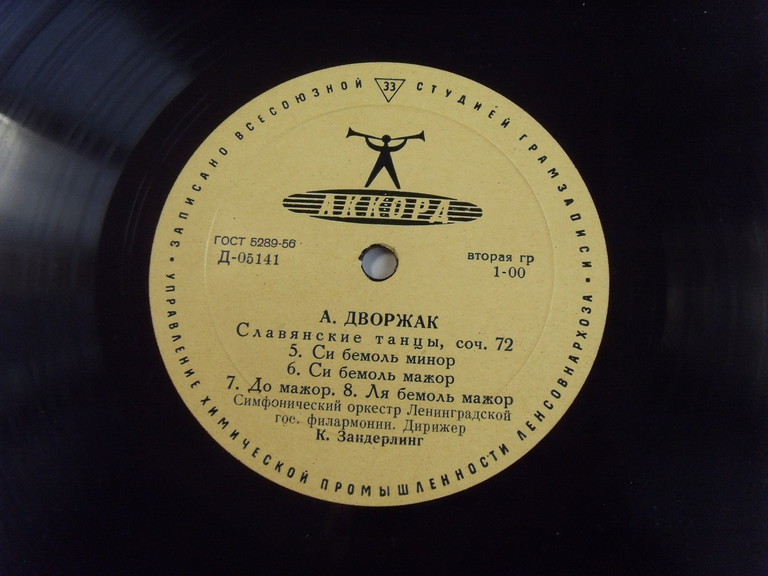 ЗАПИСАНО ВСЕСОЮЗНОЙ 33 СТУДИЕЙ ГРАМЗАПИСИ
АККОРД
ГОСТ 5289-56
Д-05141
вторая гр
1-00
А. ДВОРЖАК
Славянские танцы, соч. 72
5. Си бемоль минор
6. Си бемоль мажор
7. До мажор. 8. Ля бемоль мажор
Симфонический оркестр Ленинградской
гос. филармонии. Дирижер
К. Зандерлинг
• УПРАВЛЕНИЕ ХИМИЧЕСКОЙ ПРОМЫШЛЕННОСТИ ЛЕНСОВНАРХОЗА •